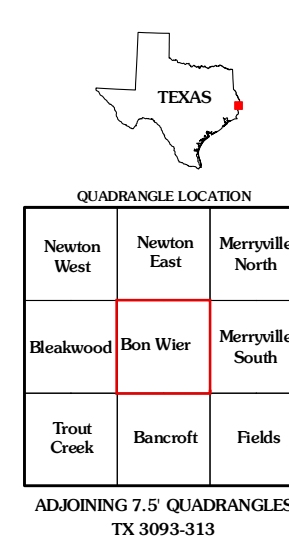 TEXAS
QUADRANGLE LOCATION
Newton West
Newton East
Merryville North
Bleakwood
Bon Wier
Merryville South
Trout Creek
Bancroft
Fields
ADJOINING 7.5' QUADRANGLES
TX 3093-313